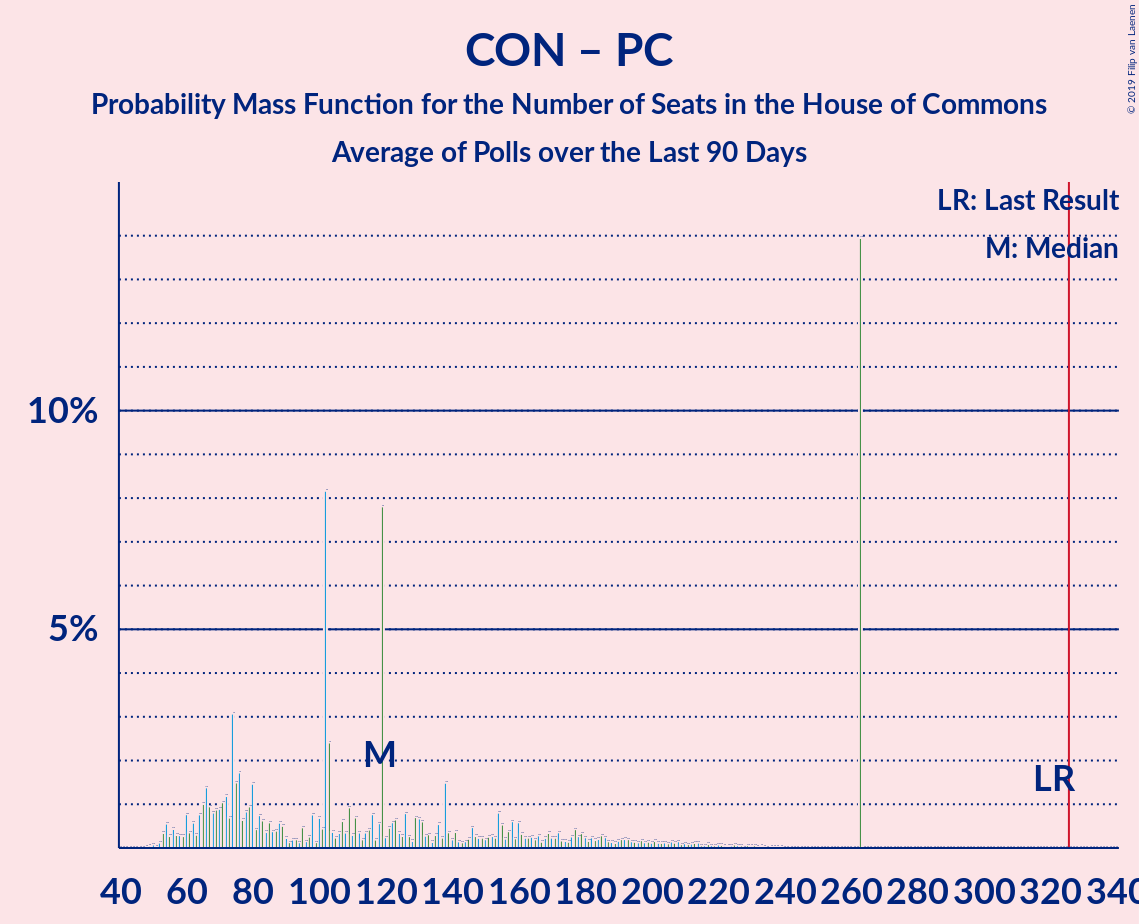 CON – PC
Probability Mass Function for the Number of Seats in the House of Commons
Average of Polls over the Last 90 Days
© 2019 Filip van Laenen
LR: Last Result
M: Median
10%
5%
M
LR
40 60 80 100 120 140 160 180 200 220 240 260 280 300 320 340